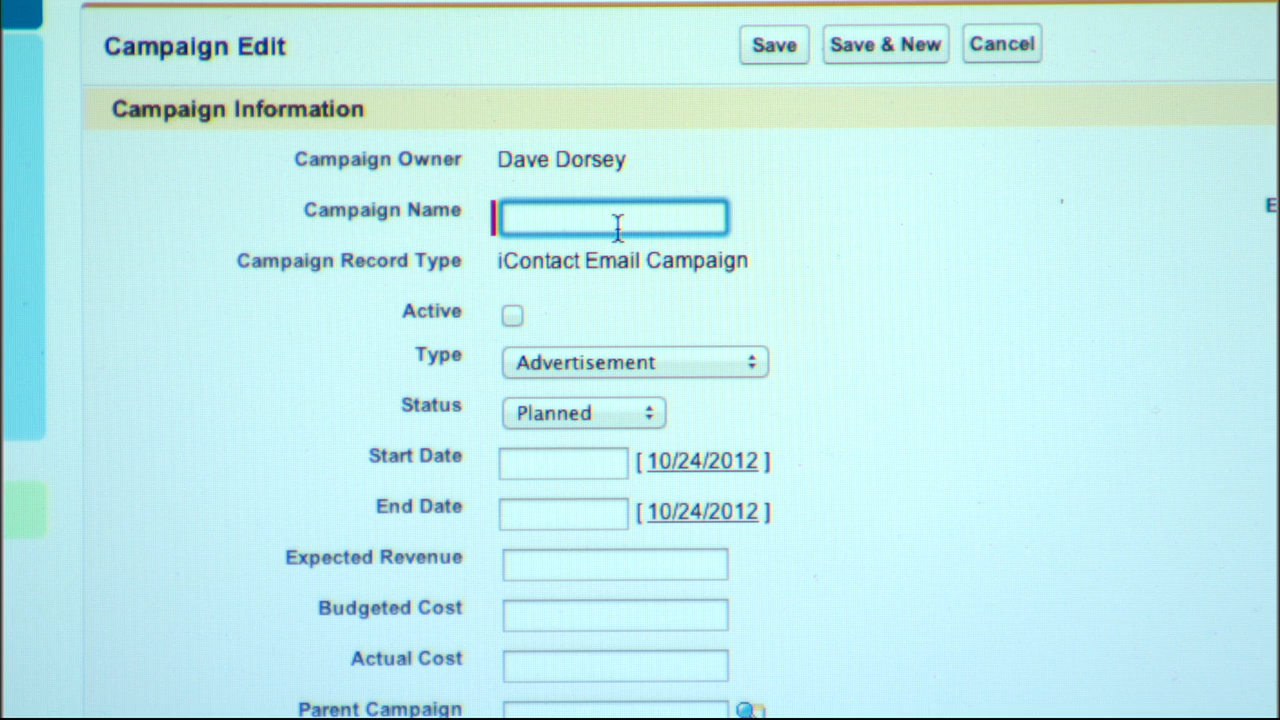 Campaign Edit Save Save & New Cancel
Campaign Information
Campaign Owner Dave Dorsey
Campaign Name E
Campaign Record Type iContact Email Campaign
Active
Type Advertisement
Status Planned
Start Date [ 10/24/2012 ]
End Date [ 10/24/2012 ]
Expected Revenue
Budgeted Cost
Actual Cost
Parent Campaign